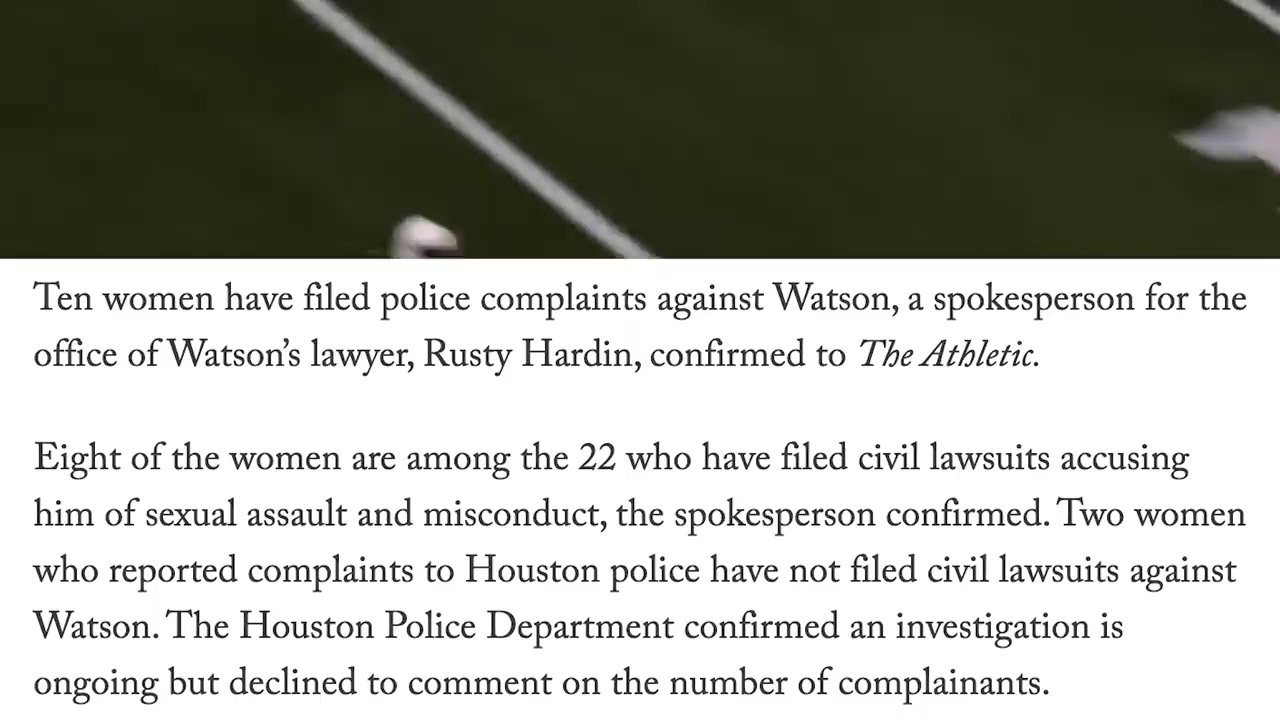 Ten women have filed police complaints against Watson, a spokesperson for the
office of Watson’s lawyer, Rusty Hardin, confirmed to The Athletic.
Eight of the women are among the 22 who have filed civil lawsuits accusing
him of sexual assault and misconduct, the spokesperson confirmed. Two women
who reported complaints to Houston police have not filed civil lawsuits against
Watson. The Houston Police Department confirmed an investigation is
ongoing but declined to comment on the number of complainants.